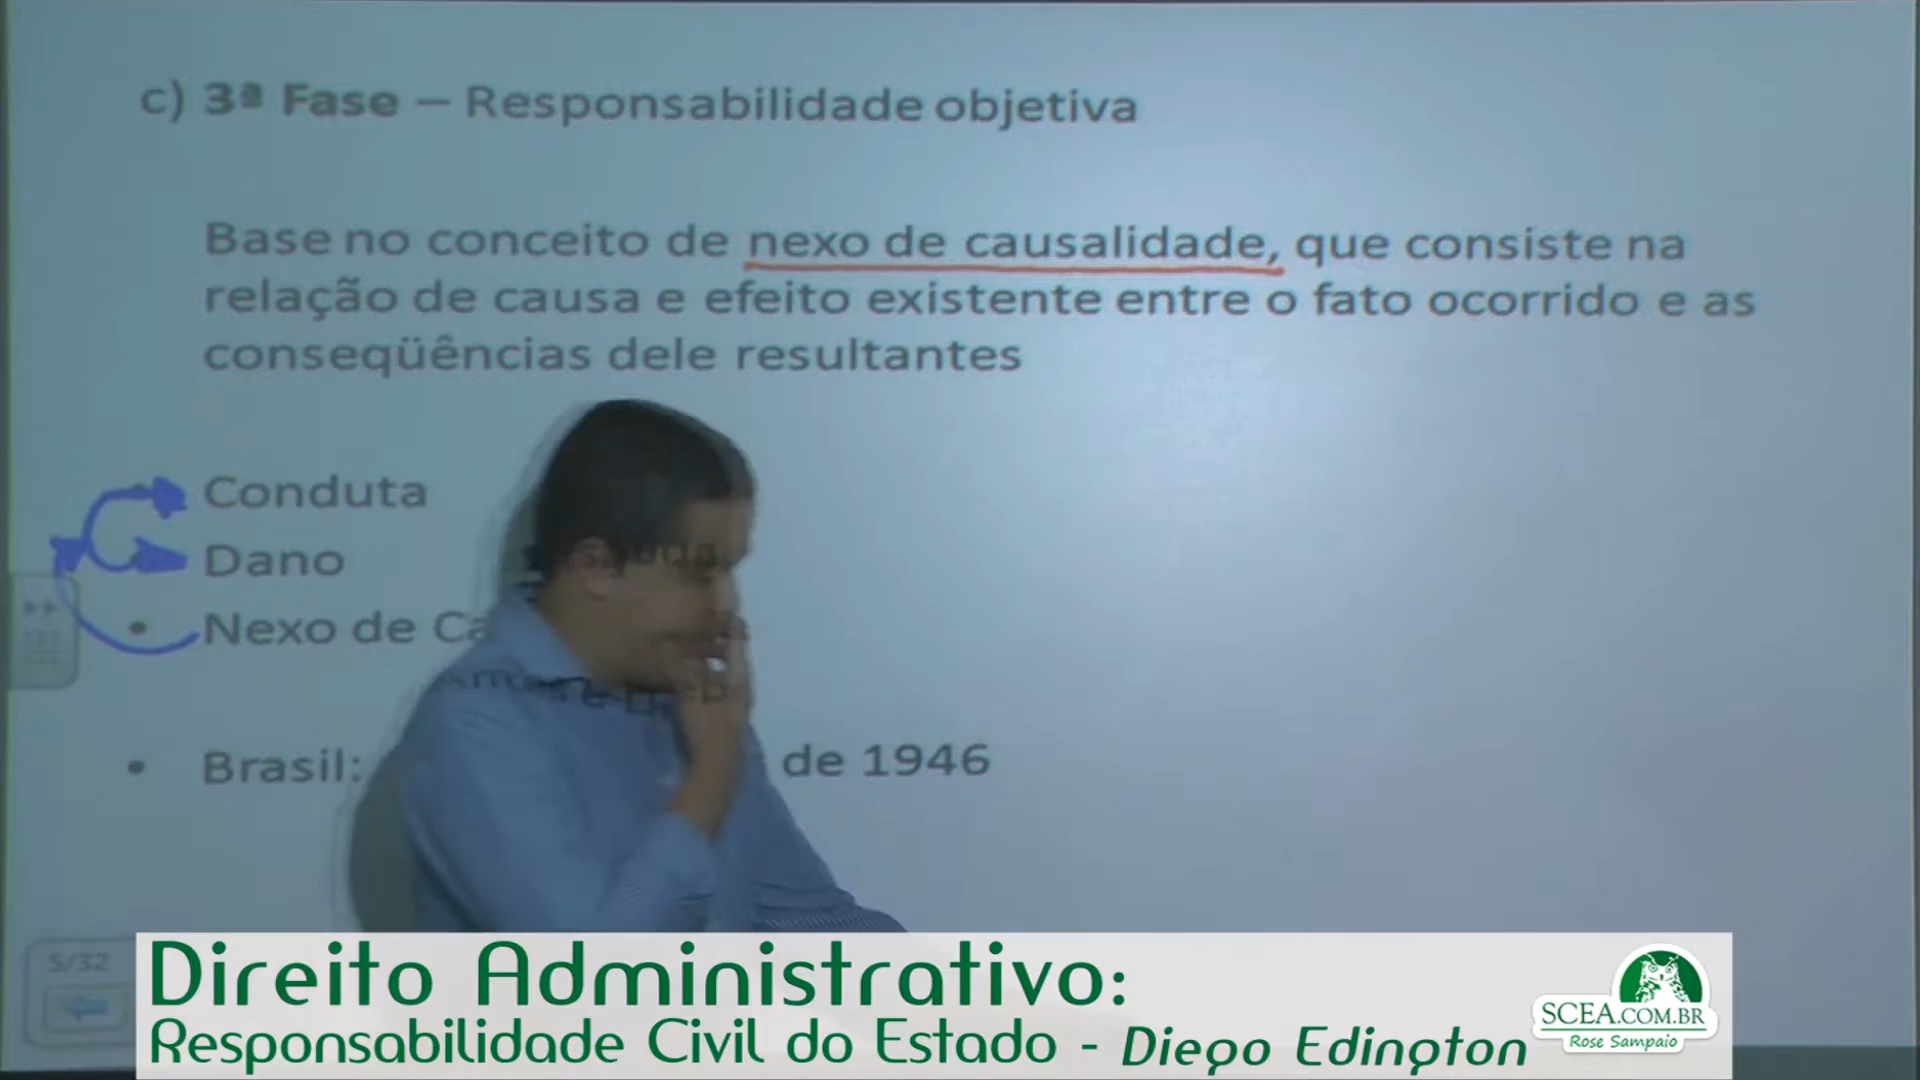 c) 3ª Fase – Responsabilidade objetiva
Base no conceito de nexo de causalidade, que consiste na
relação de causa e efeito existente entre o fato ocorrido e as
conseqüências dele resultantes
Conduta
Dano
• Nexo de Ca
• Brasil: de 1946
5/32
Direito Administrativo:
Responsabilidade Civil do Estado - Diego Edington
SCEA.COM.BR
Rose Sampaio